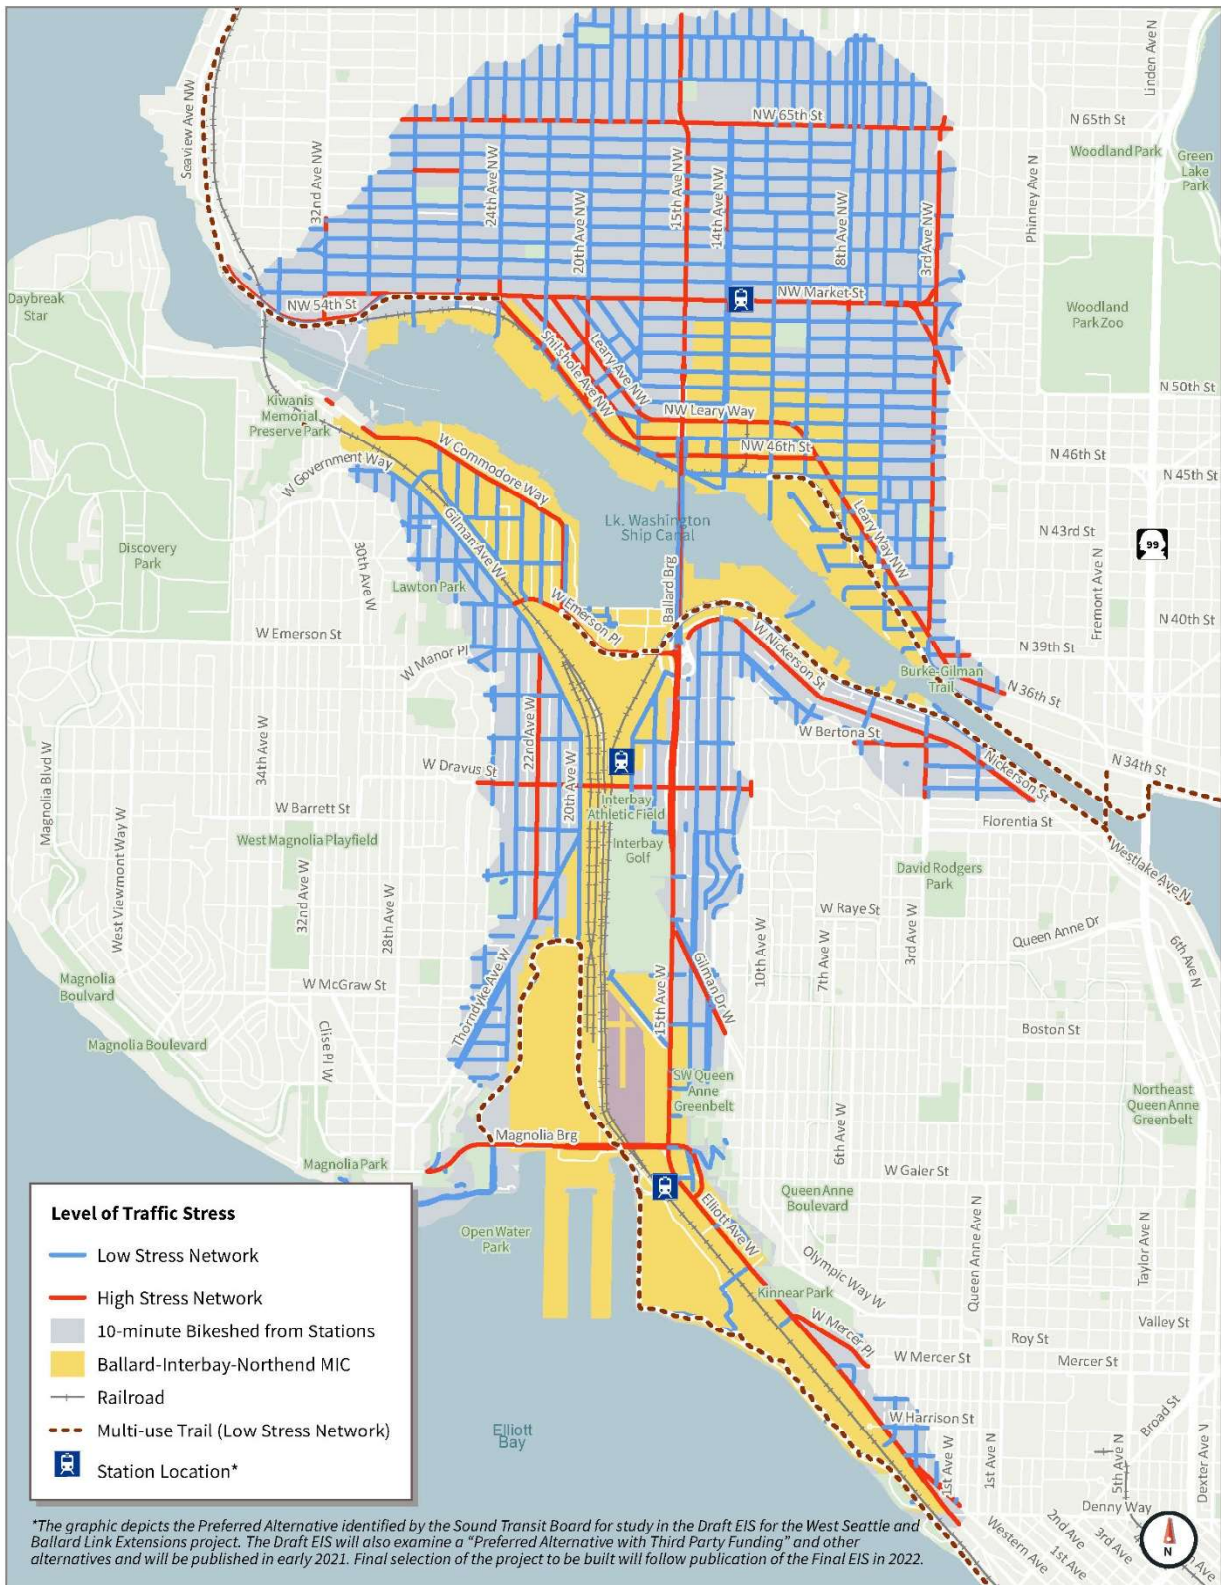 Linden Ave N
Seaview Ave NW
NW 65th St
N 65th St
Woodland Park
Green
Lake
Park
32nd Ave NW
24th Ave NW
20th Ave NW
15th Ave NW
14th Ave NW
8th Ave NW
3rd Ave NW
Phinney Ave N
Daybreak
Star
NW 54th St
NW Market St
Woodland
Park Zoo
Shilshole Ave NW
Leary Ave NW
N 50th St
Kiwanis
Memorial
Preserve Park
NW Leary Way
NW 46th St
W Commodore Way
W Government Way
N 46th St
N 45th St
Gilman Ave W
Lk. Washington
Ship Canal
Leary Way NW
N 43rd St
99
Discovery
Park
30th Ave W
Lawton Park
Ballard Brg
Fremont Ave N
W Emerson Pl
N 40th St
W Emerson St
W Manor Pl
W Nickerson St
N 39th St
Burke-Gilman
Trail
N 36th St
34th Ave W
22nd Ave W
20th Ave W
W Bertona St
Magnolia Blvd W
W Dravus St
Nickerson St
N 34th St
W Barrett St
Interbay
Athletic Field
Florentia St
West Magnolia Playfield
Interbay
Golf
Westlake Ave N
West Viewmont Way W
32nd Ave W
28th Ave W
David Rodgers
Park
W Raye St
10th Ave W
7th Ave W
3rd Ave W
Queen Anne Dr
6th Ave N
Magnolia
Boulvard
W McGraw St
Thorndyke Ave W
15th Ave W
Gilman Dr W
Boston St
Magnolia Boulevard
Clise Pl W
SW Queen
Anne
Greenbelt
Northeast
Queen Anne
Greenbelt
Magnolia Brg
6th Ave W
Magnolia Park
W Galer St
Queen Anne
Boulevard
Elliott Ave W
Queen Anne Ave N
Taylor Ave N
Open Water
Park
Olympic Way W
Kinnear Park
W Mercer Pl
Valley St
Roy St
W Mercer St
Mercer St
Elliott
Bay
W Harrison St
Broad St
1st Ave W
1st Ave N
5th Ave N
Dexter Ave N
Denny Way
Western Ave
1st Ave
2nd Ave
3rd Ave
N
Level of Traffic Stress
Low Stress Network
High Stress Network
10-minute Bikeshed from Stations
Ballard-Interbay-Northend MIC
Railroad
Multi-use Trail (Low Stress Network)
Station Location*
*The graphic depicts the Preferred Alternative identified by the Sound Transit Board for study in the Draft EIS for the West Seattle and
Ballard Link Extensions project. The Draft EIS will also examine a “Preferred Alternative with Third Party Funding” and other
alternatives and will be published in early 2021. Final selection of the project to be built will follow publication of the Final EIS in 2022.